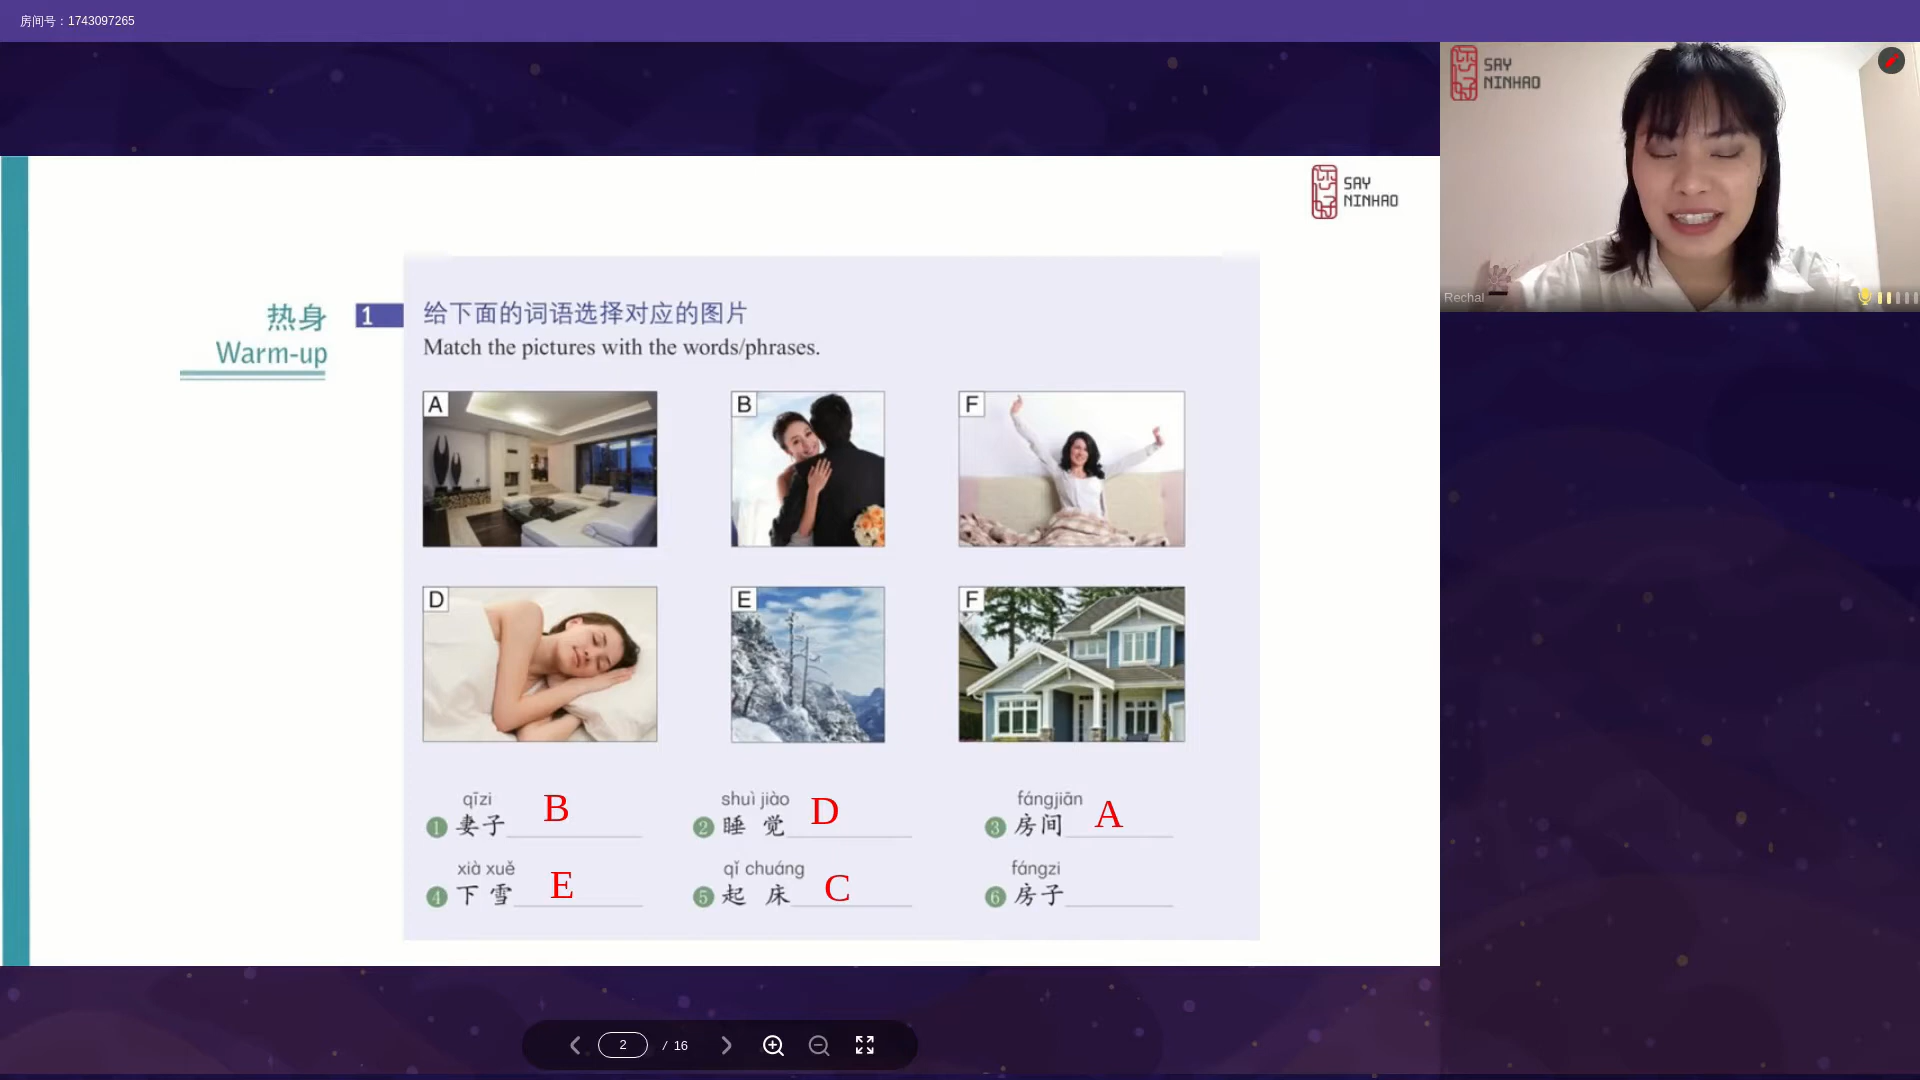 房间号：1743097265
SAY
NINHAO
SAY
NINHAO
Rechal
热身
Warm-up
1
给下面的词语选择对应的图片
Match the pictures with the words/phrases.
A
B
F
D
E
F
qīzi
1 妻子 B
shuì jiào
2 睡 觉 D
fángjiān
3 房间 A
xià xuě
4 下 雪 E
qǐ chuáng
5 起 床 C
fángzi
6 房子
2 / 16